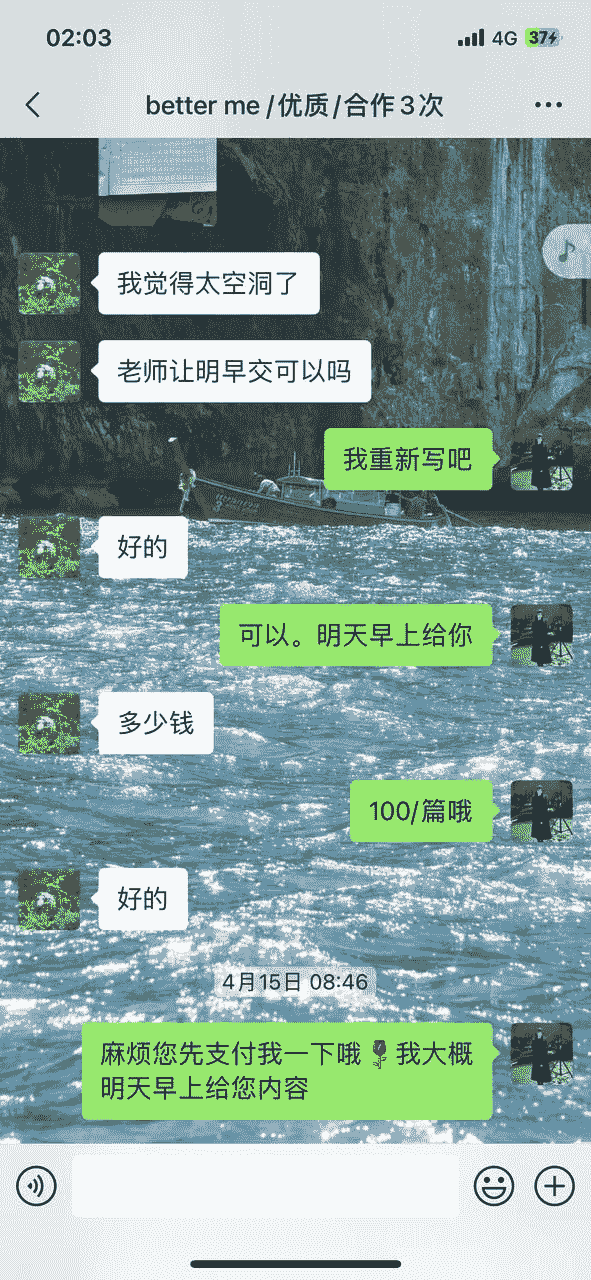 02:03
4G
37
better me/优质/合作3次
我觉得太空洞了
老师让明早交可以吗
我重新写吧
好的
可以。明天早上给你
多少钱
100/篇哦
好的
4月15日 08:46
麻烦您先支付我一下哦🌹我大概
明天早上给您内容